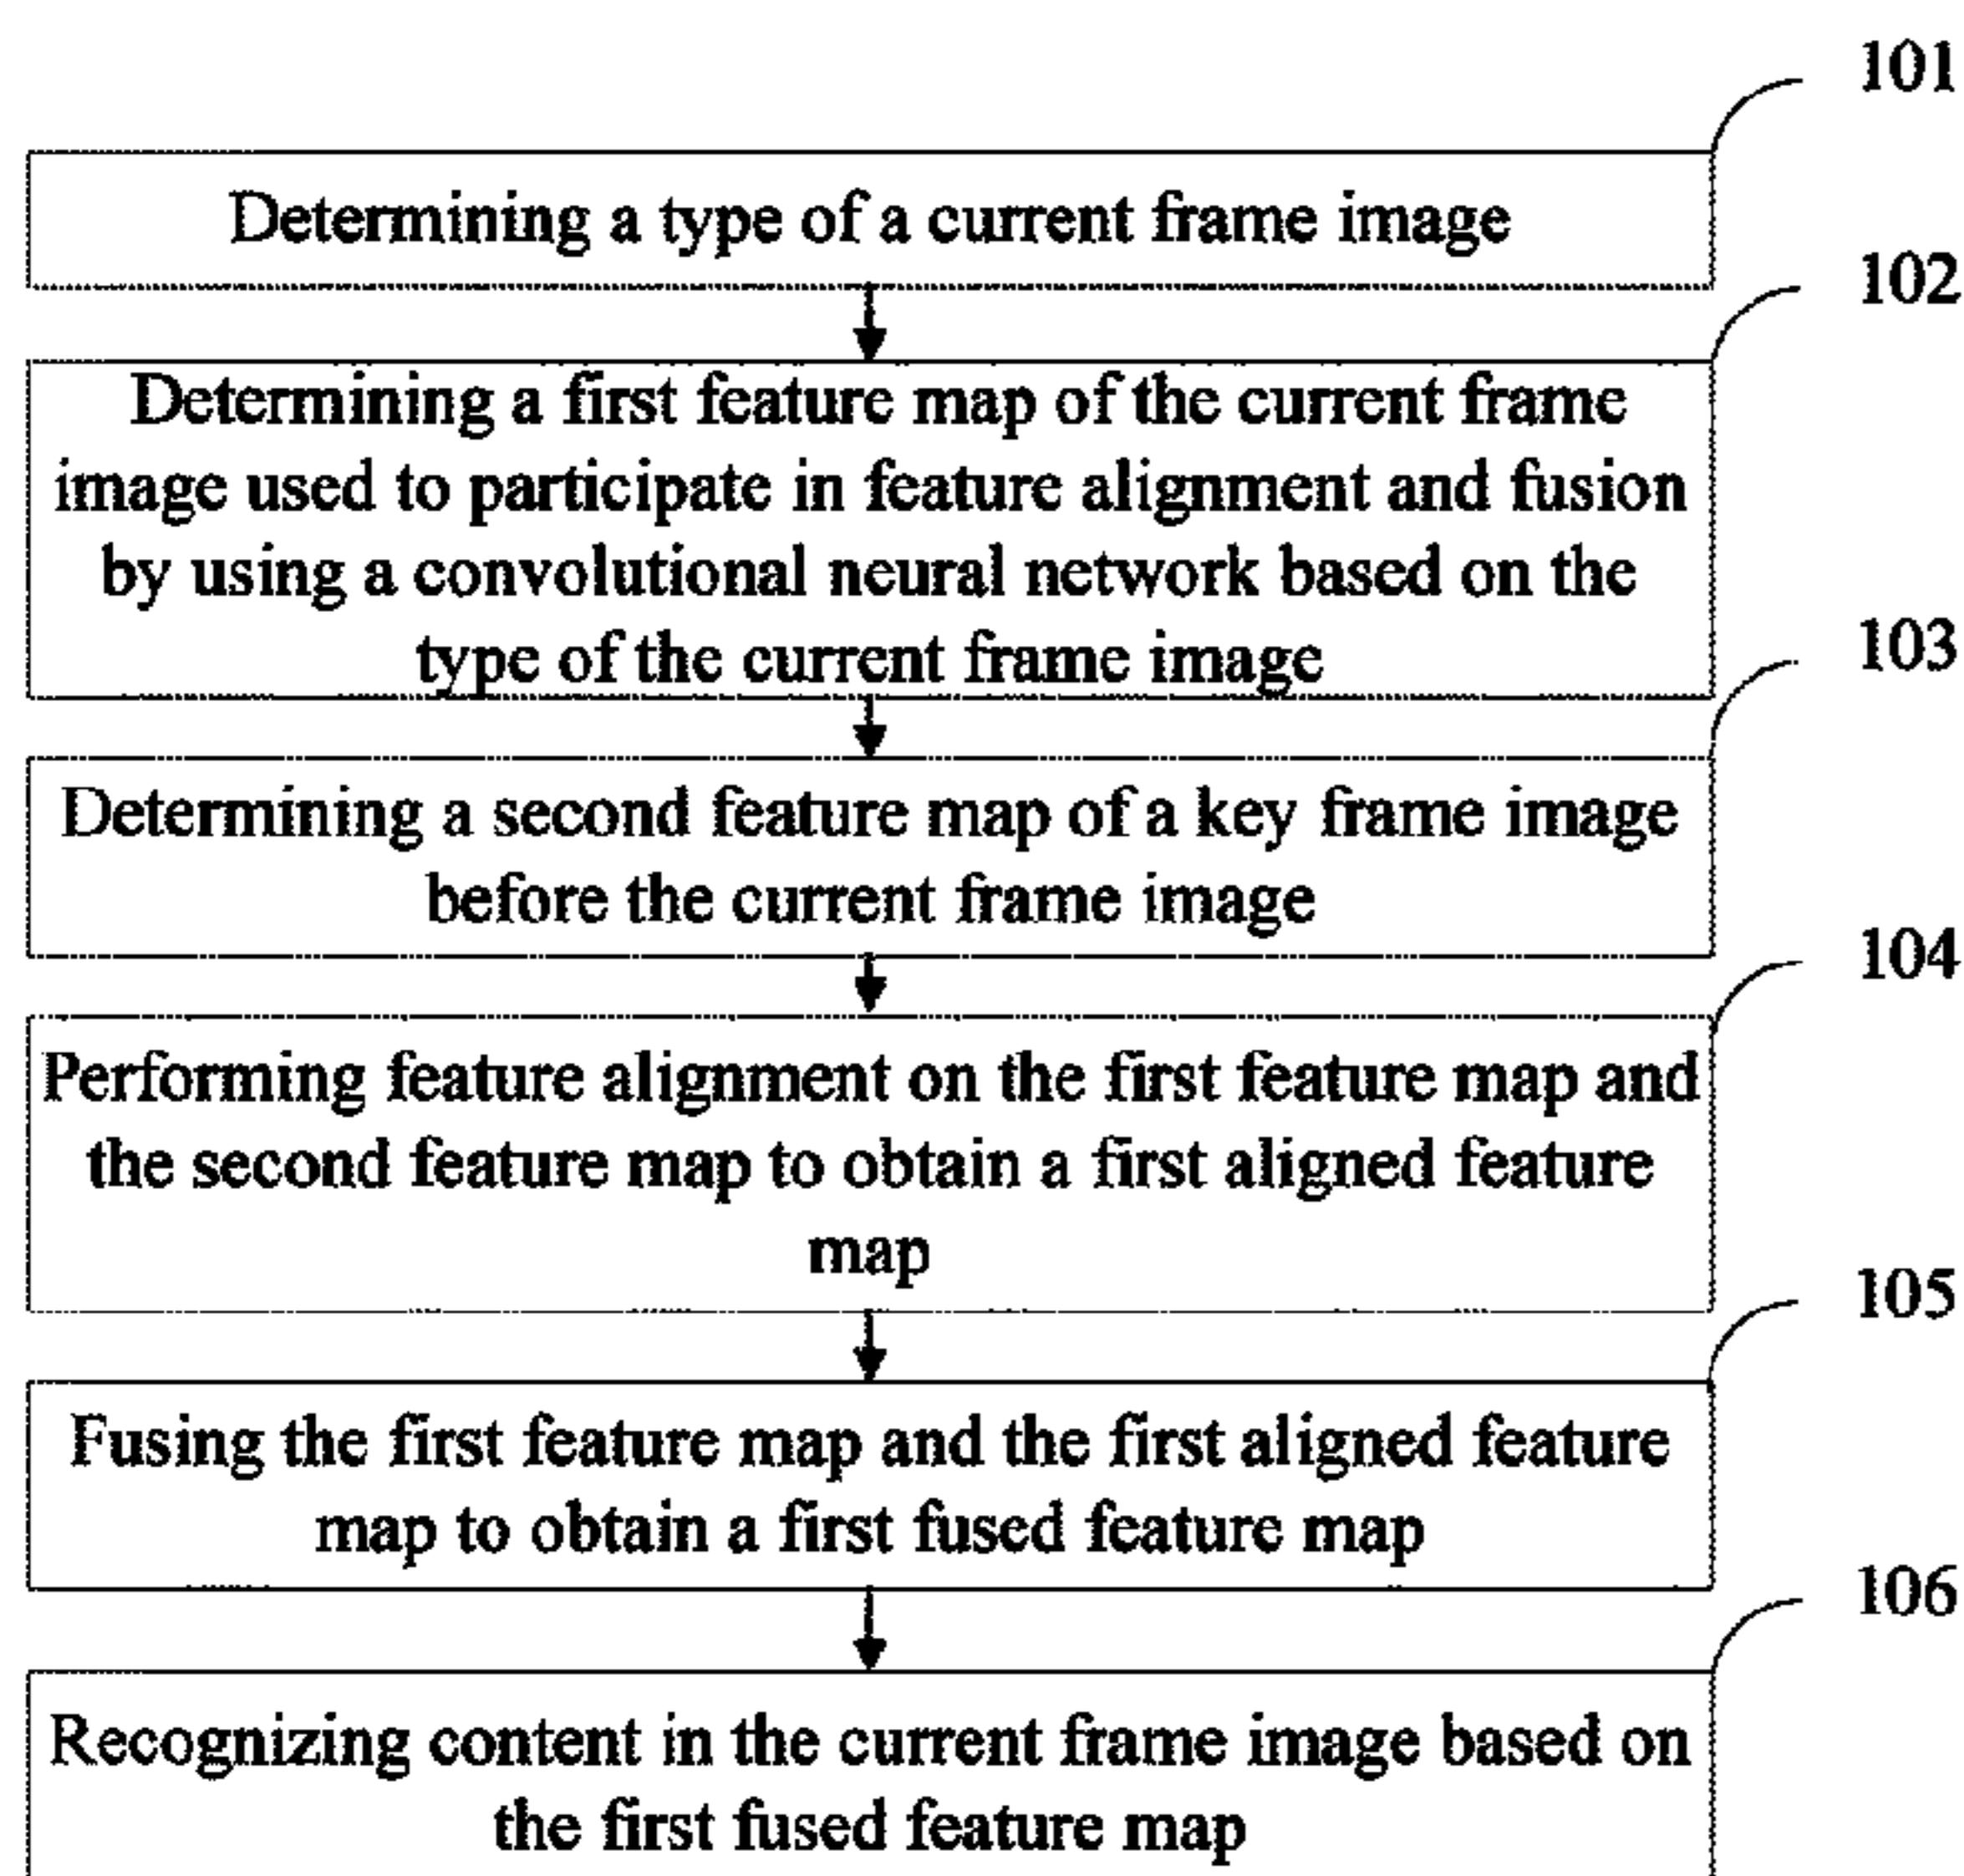 101
Determining a type of a current frame image
102
Determining a first feature map of the current frame
image used to participate in feature alignment and fusion
by using a convolutional neural network based on the
type of the current frame image
103
Determining a second feature map of a key frame image
before the current frame image
104
Performing feature alignment on the first feature map and
the second feature map to obtain a first aligned feature
map
105
Fusing the first feature map and the first aligned feature
map to obtain a first fused feature map
106
Recognizing content in the current frame image based on
the first fused feature map